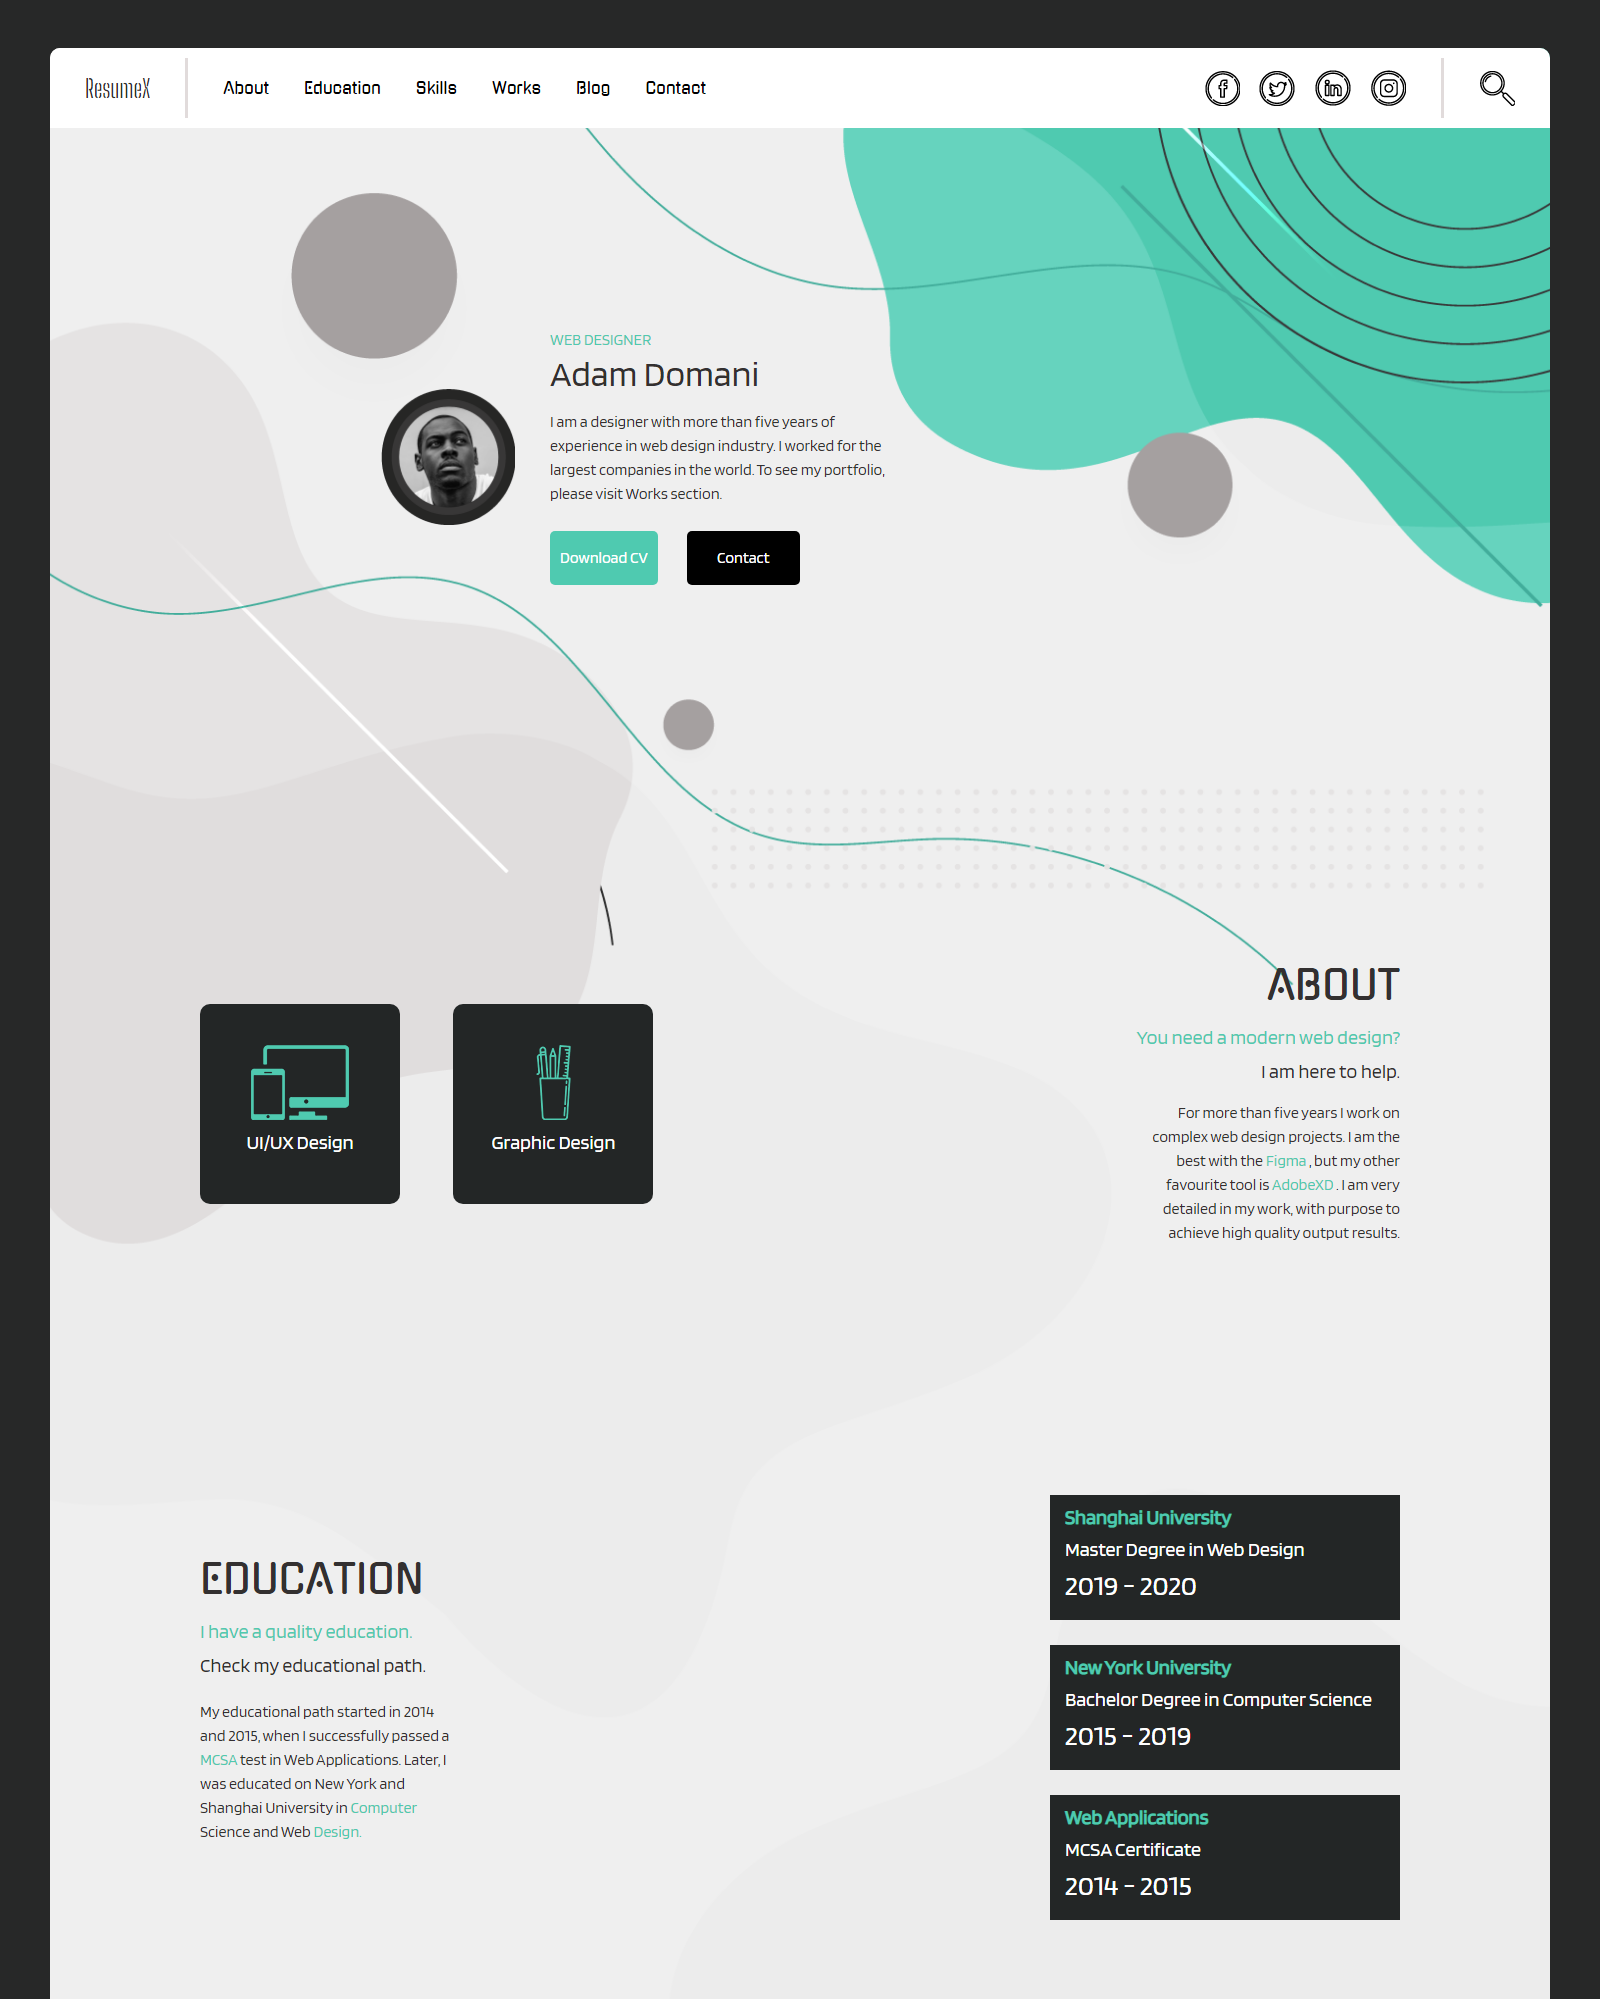 ResumeX
About Education Skills Works Blog Contact
WEB DESIGNER
Adam Domani
I am a designer with more than five years of
experience in web design industry. I worked for the
largest companies in the world. To see my portfolio,
please visit Works section.
Download CV
Contact
UI/UX Design
Graphic Design
ABOUT
You need a modern web design?
I am here to help.
For more than five years I work on
complex web design projects. I am the
best with the Figma , but my other
favourite tool is AdobeXD . I am very
detailed in my work, with purpose to
achieve high quality output results.
EDUCATION
I have a quality education.
Check my educational path.
My educational path started in 2014
and 2015, when I successfully passed a
MCSA test in Web Applications. Later, I
was educated on New York and
Shanghai University in Computer
Science and Web Design.
Shanghai University
Master Degree in Web Design
2019 - 2020
New York University
Bachelor Degree in Computer Science
2015 - 2019
Web Applications
MCSA Certificate
2014 - 2015